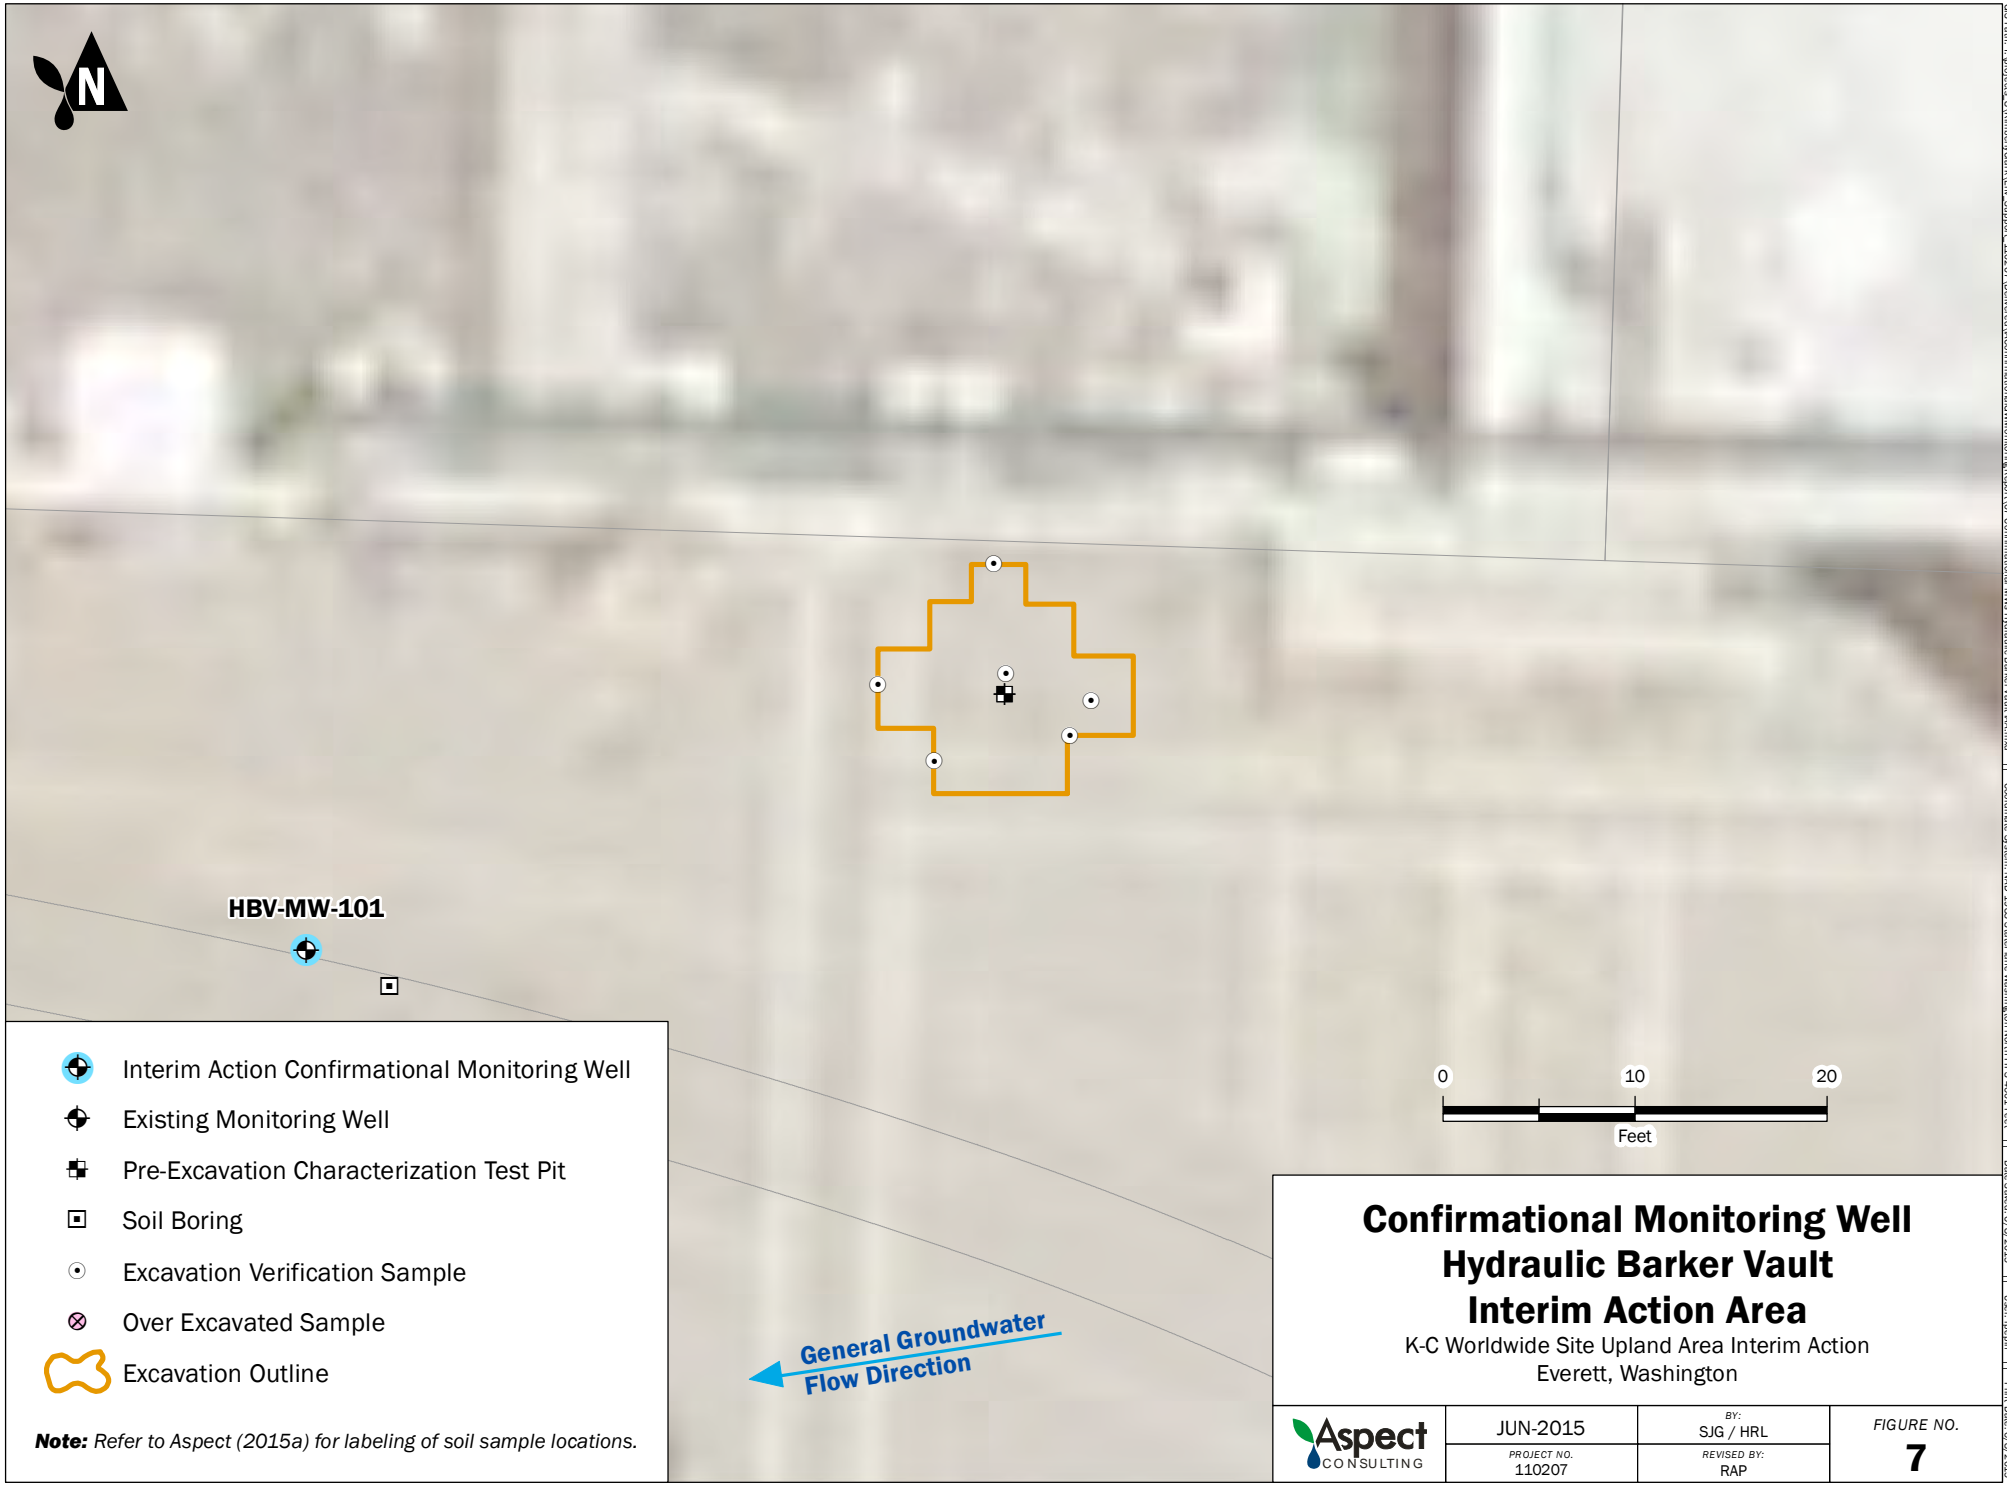 N
HBV-MW-101
Interim Action Confirmational Monitoring Well
Existing Monitoring Well
Pre-Excavation Characterization Test Pit
Soil Boring
Excavation Verification Sample
Over Excavated Sample
Excavation Outline
Note: Refer to Aspect (2015a) for labeling of soil sample locations.
General Groundwater
Flow Direction
0 10 20
Feet
Confirmational Monitoring Well
Hydraulic Barker Vault
Interim Action Area
K-C Worldwide Site Upland Area Interim Action
Everett, Washington
Aspect
CONSULTING
JUN-2015
PROJECT NO.
110207
BY:
SJG / HRL
REVISED BY:
RAP
FIGURE NO.
7